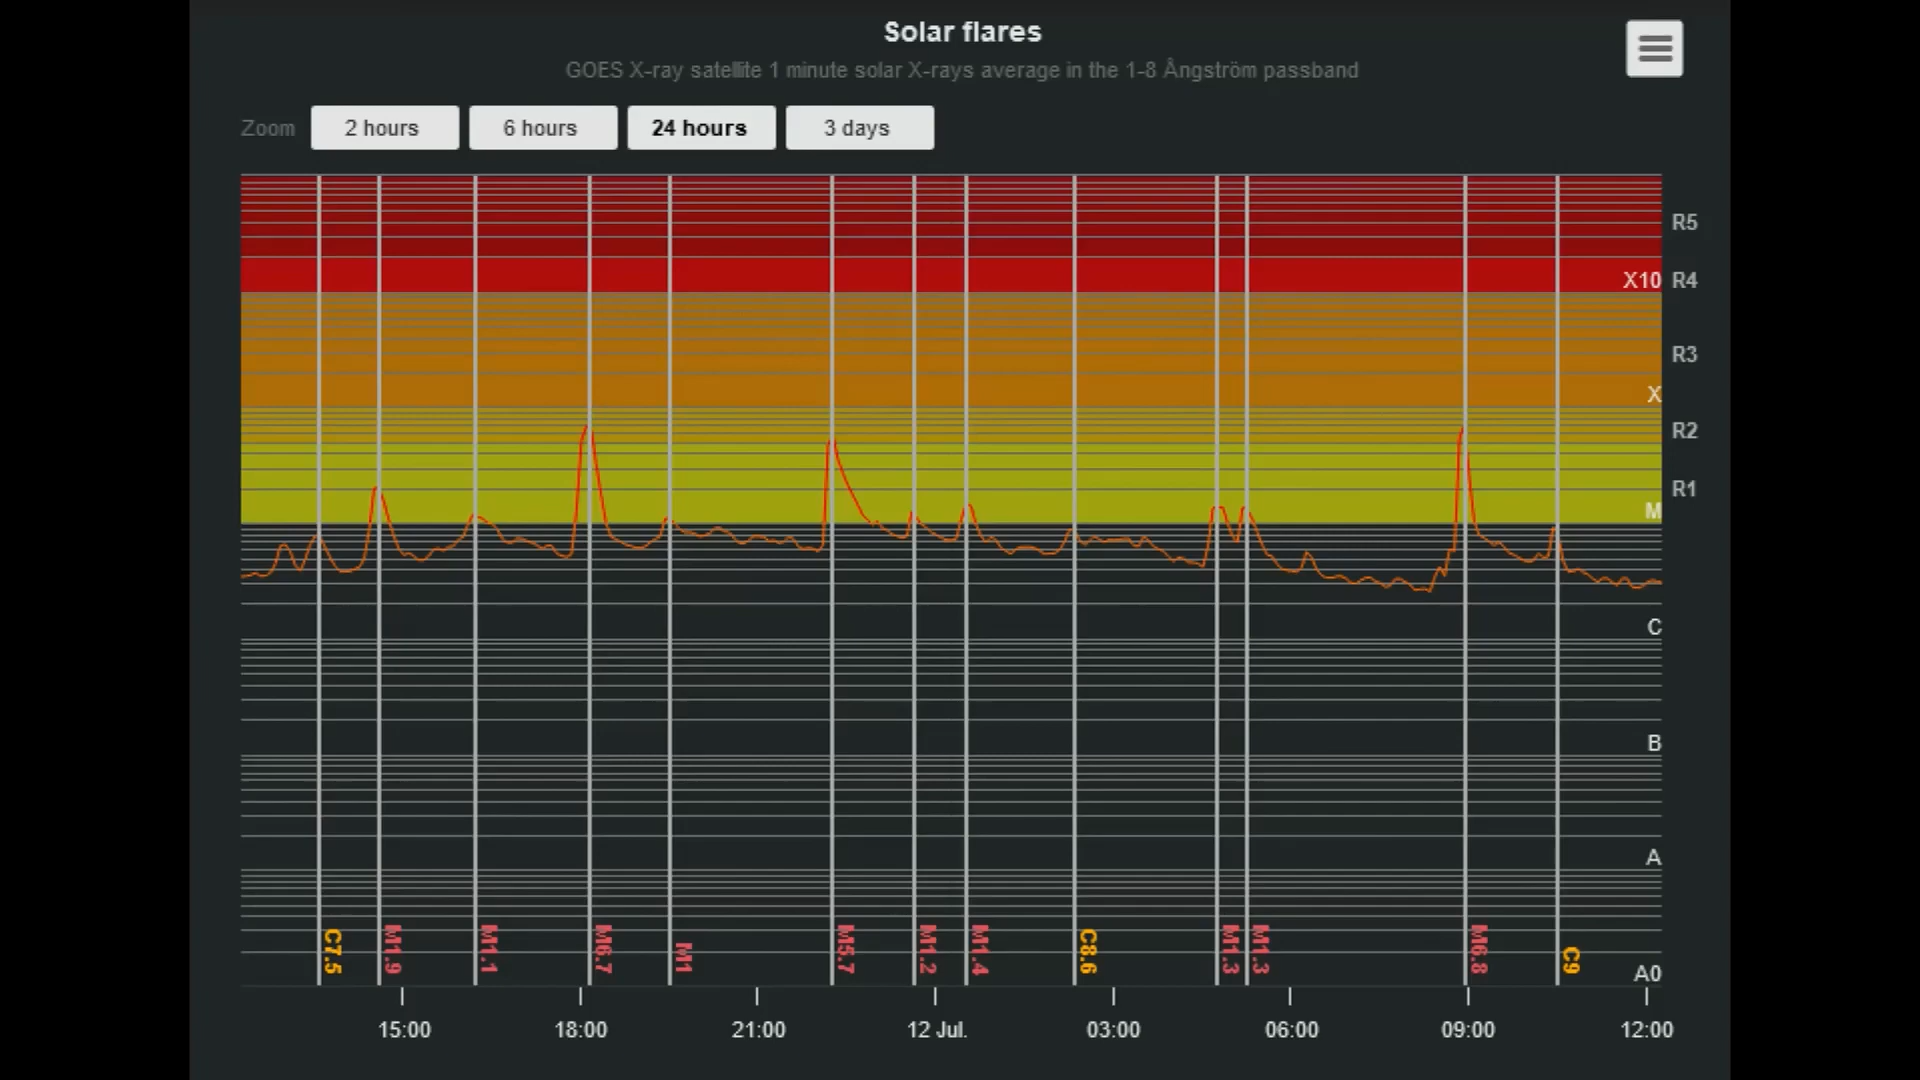 Solar flares
GOES X-ray satellite 1 minute solar X-rays average in the 1-8 Ångström passband
Zoom
2 hours
6 hours
24 hours
3 days
R5
X10 R4
R3
X
R2
R1
M
C
B
A
A0
C7.5
M1.9
M1.1
M6.7
M1
M5.7
M1.2
M1.4
C8.6
M1.3
M1.3
M6.8
C9
15:00
18:00
21:00
12 Jul.
03:00
06:00
09:00
12:00